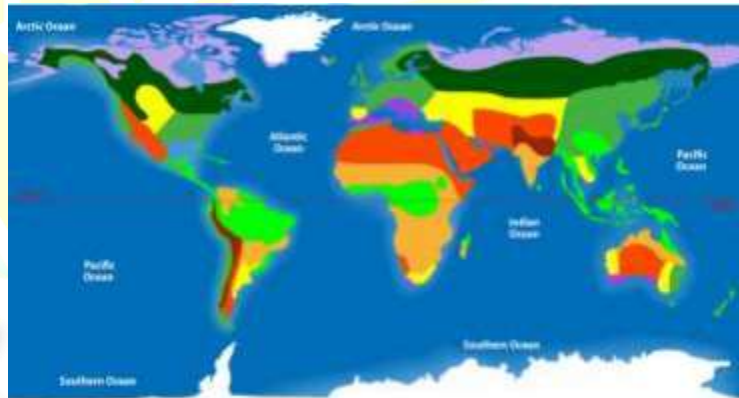 Arctic Ocean
Arctic Ocean
Atlantic
Ocean
Pacific
Ocean
Indian
Ocean
Pacific
Ocean
Southern Ocean
Southern Ocean